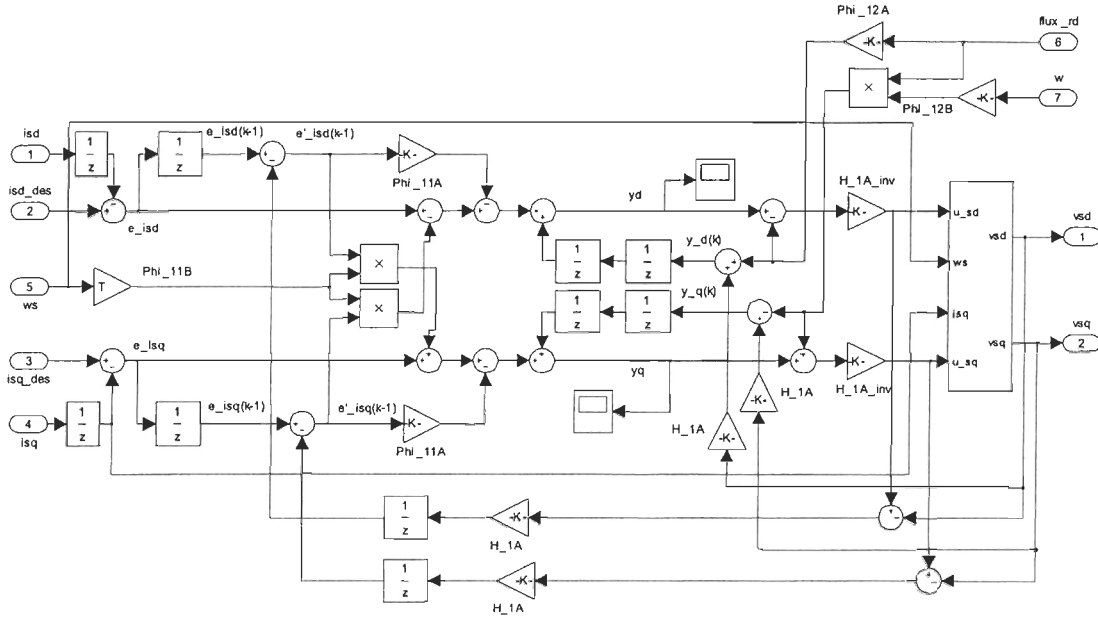 Phi_12A
flux_rd
-K-
6
×
w
-K-
7
Phi_12B
isd
e_isd(k-1)
e'_isd(k-1)
1
1
z
1
z
-K-
Phi_11A
isd_des
2
e_isd
yd
H_1A_inv
-K-
u_sd
vsd
vsd
1
y_d(k)
1
z
1
z
Phi_11B
×
5
ws
T
×
ws
y_q(k)
1
z
1
z
isq
e_isq
vsq
vsq
2
3
isq_des
yq
-K-
u_sq
-K-
H_1A
H_1A_inv
e_isq(k-1)
e'_isq(k-1)
4
isq
1
z
1
z
K-
Phi_11A
H_1A
-K-
1
z
-K-
H_1A
1
z
-K-
H_1A